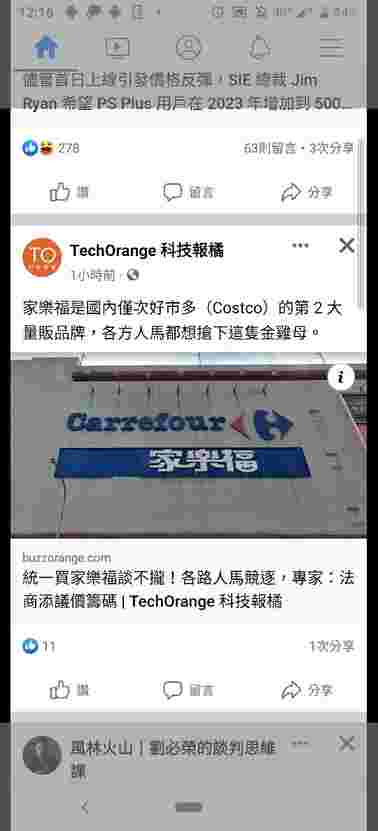 12:16
儘管首日上線引發價格反彈，SIE 總裁 Jim
Ryan 希望 PS Plus 用戶在 2023 年增加到 500...
278
63則留言・3次分享
讚
留言
分享
TO
TechOrange 科技報橘
1小時前・
家樂福是國內僅次好市多（Costco）的第 2 大
量販品牌，各方人馬都想搶下這隻金雞母。
Carrefour
家樂福
i
buzzorange.com
統一買家樂福談不攏！各路人馬競逐，專家：法
商添議價籌碼 | TechOrange 科技報橘
11
1次分享
讚
留言
分享
風林火山丨劉必榮的談判思維
課